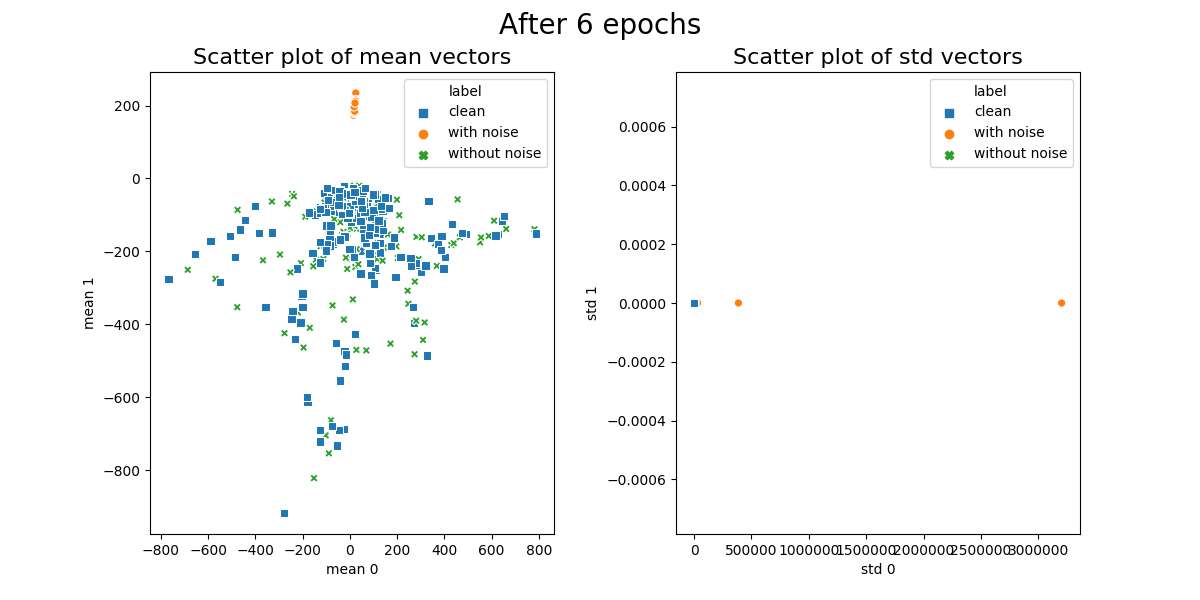 After 6 epochs
Scatter plot of mean vectors
label
clean
with noise
without noise
200
0
−200
−400
−600
−800
mean 1
−800 −600 −400 −200 0 200 400 600 800
mean 0
Scatter plot of std vectors
label
clean
with noise
without noise
0.0006
0.0004
0.0002
0.0000
−0.0002
−0.0004
−0.0006
std 1
0 500000 1000000 1500000 2000000 2500000 3000000
std 0